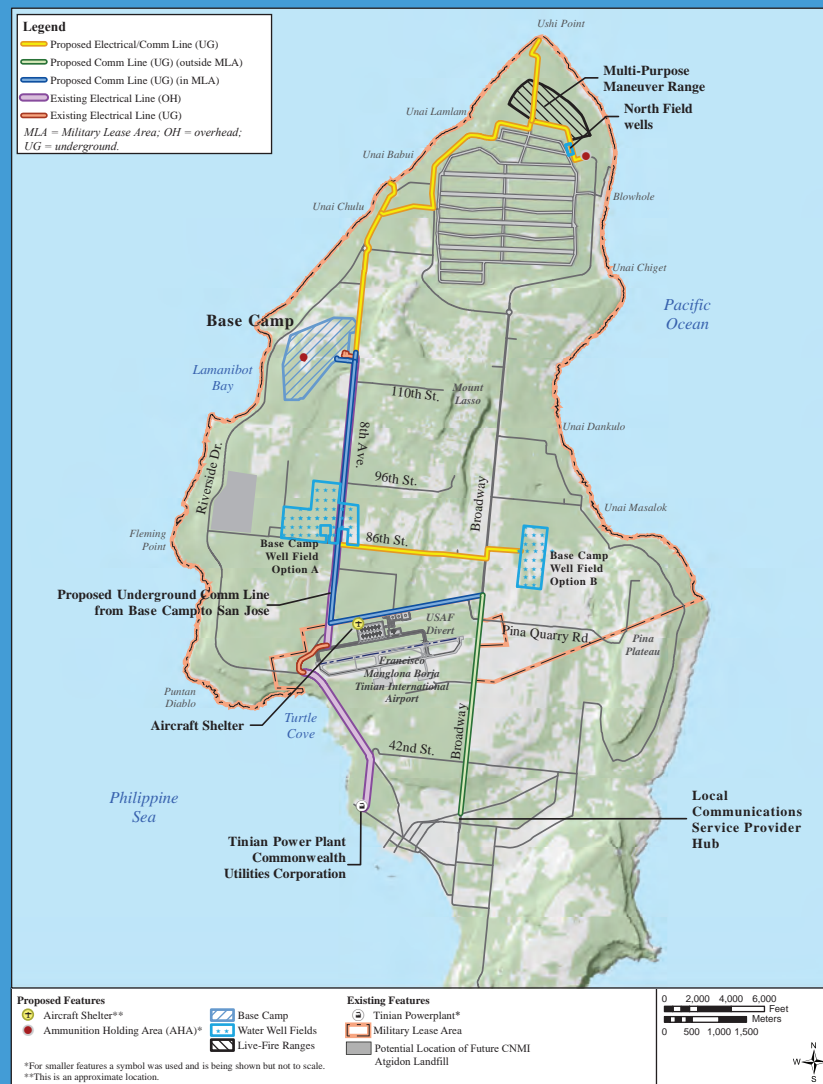 Legend
Proposed Electrical/Comm Line (UG)
Proposed Comm Line (UG) (outside MLA)
Proposed Comm Line (UG) (in MLA)
Existing Electrical Line (OH)
Existing Electrical Line (UG)
MLA = Military Lease Area; OH = overhead;
UG = underground.
Ushi Point
Multi-Purpose
Maneuver Range
North Field
wells
Unai Lamlam
Unai Babui
Unai Chulu
Blowhole
Unai Chiget
Pacific
Ocean
Base Camp
Lamanibot
Bay
110th St.
Mount
Lasso
8th Ave.
Unai Dankulo
Riverside Dr.
96th St.
Broadway
Unai Masalok
Fleming
Point
86th St.
Base Camp
Well Field
Option A
Base Camp
Well Field
Option B
Proposed Underground Comm Line
from Base Camp to San Jose
USAF
Divert
Pina Quarry Rd
Pina
Plateau
Francisco
Manglona Borja
Tinian International
Airport
Puntan
Diablo
Aircraft Shelter
Turtle
Cove
42nd St.
Broadway
Philippine
Sea
Local
Communications
Service Provider
Hub
Tinian Power Plant
Commonwealth
Utilities Corporation
Proposed Features
Aircraft Shelter**
Ammunition Holding Area (AHA)*
Base Camp
Water Well Fields
Live-Fire Ranges
Existing Features
Tinian Powerplant*
Military Lease Area
Potential Location of Future CNMI
Atgidon Landfill
*For smaller features a symbol was used and is being shown but not to scale.
**This is an approximate location.
0 2,000 4,000 6,000
Feet
Meters
0 500 1,000 1,500
N
W E
S